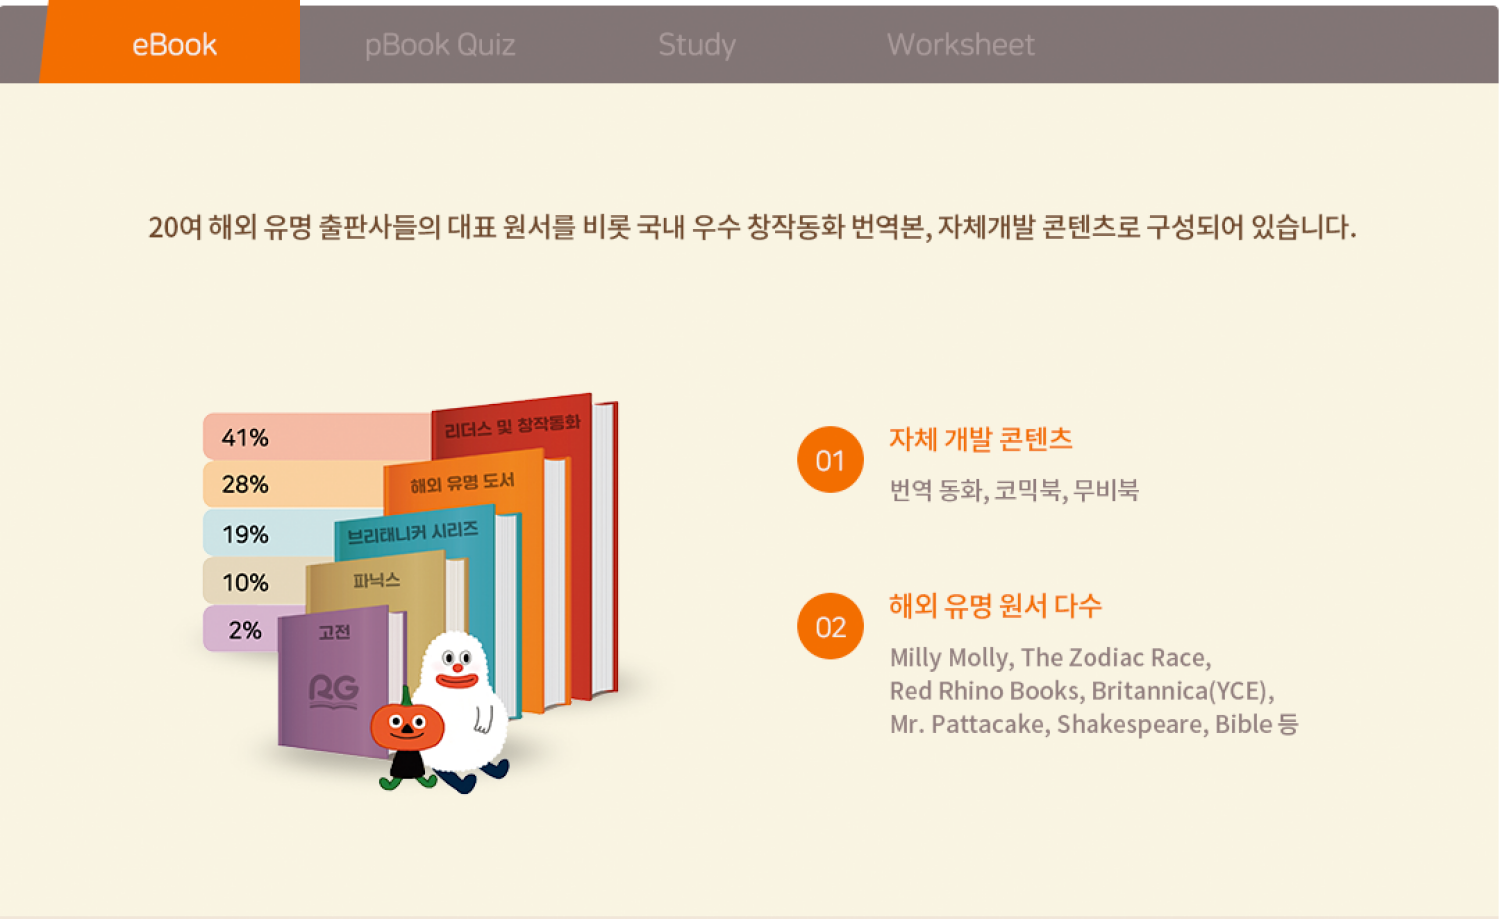 eBook
pBook Quiz
Study
Worksheet
20여 해외 유명 출판사들의 대표 원서를 비롯 국내 우수 창작동화 번역본, 자체개발 콘텐츠로 구성되어 있습니다.
41%
리더스 및 창작동화
28%
해외 유명 도서
19%
브리태니커 시리즈
10%
파닉스
2%
고전
RG
01
자체 개발 콘텐츠
번역 동화, 코믹북, 무비북
02
해외 유명 원서 다수
Milly Molly, The Zodiac Race,
Red Rhino Books, Britannica(YCE),
Mr. Pattacake, Shakespeare, Bible 등